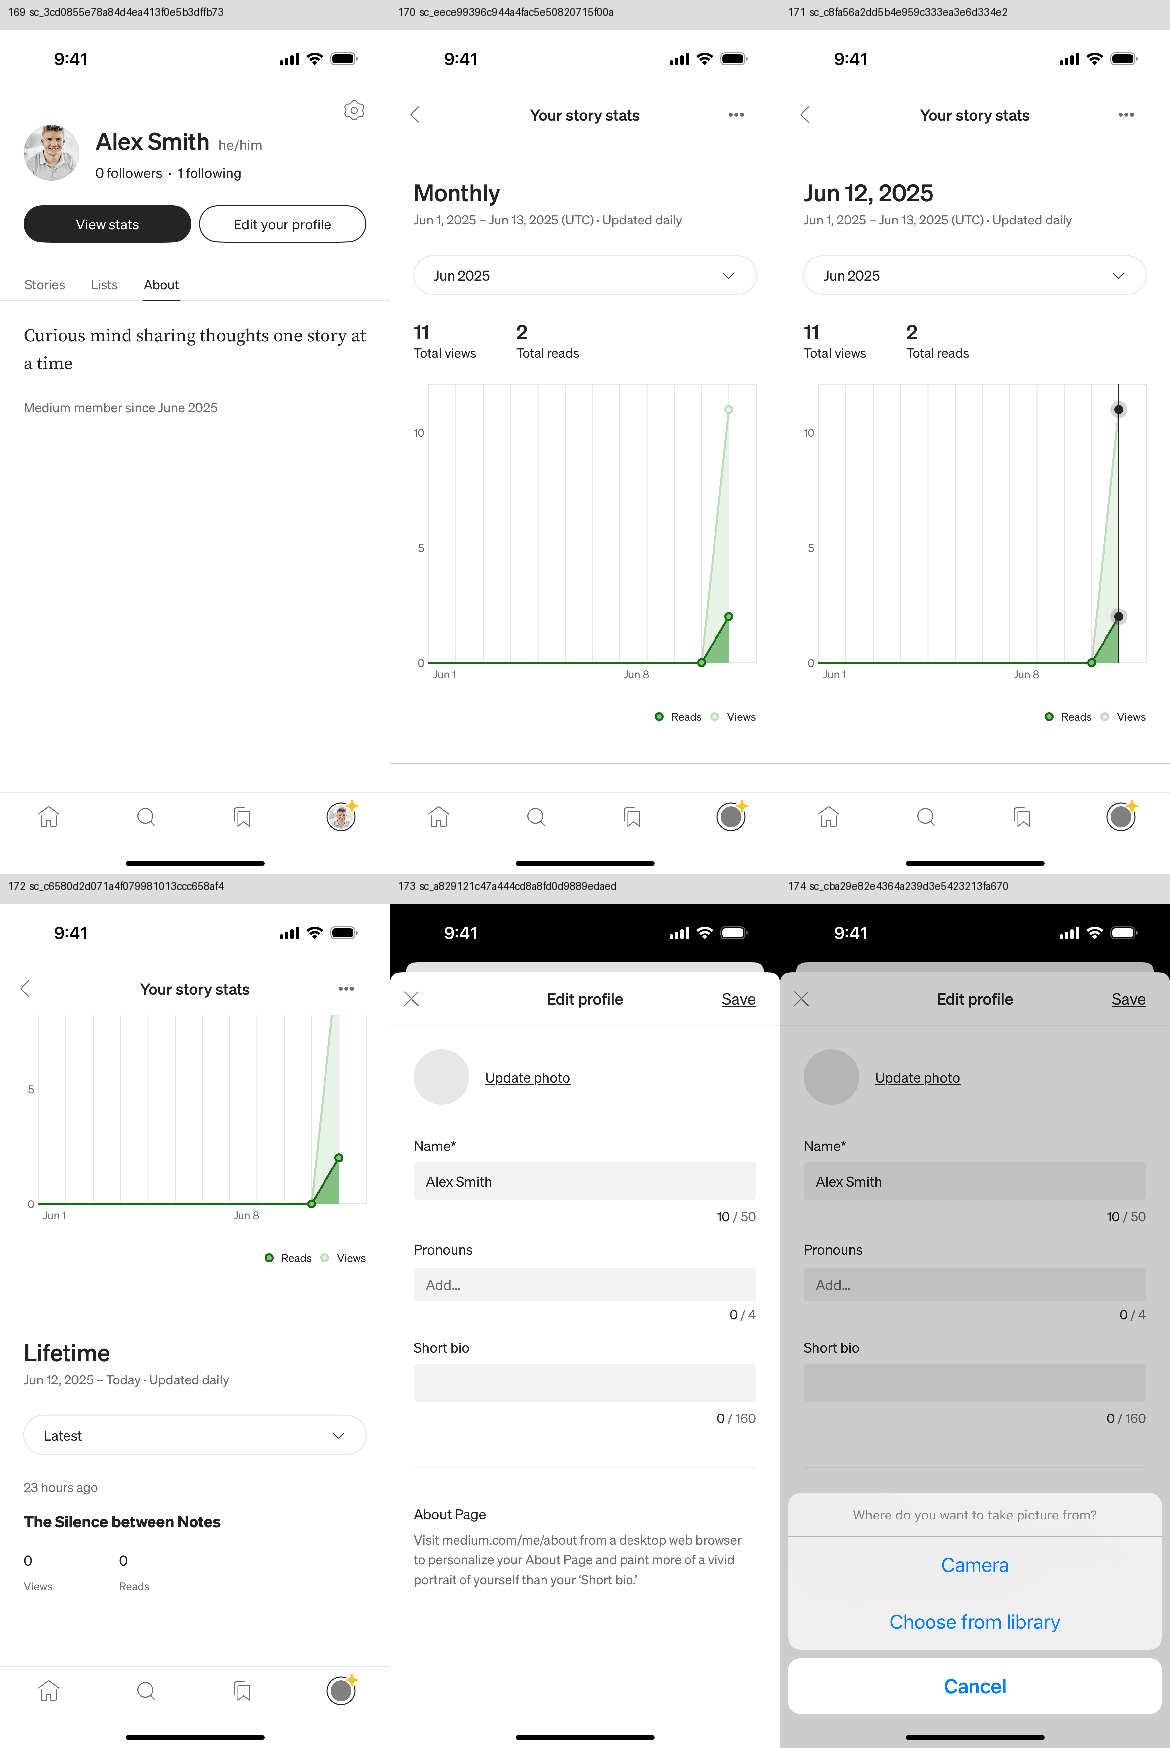 169 sc_3cd0855e78a84d4ea413f0e5b3dffb73
9:41
Alex Smith he/him
0 followers · 1 following
View stats
Edit your profile
Stories
Lists
About
Curious mind sharing thoughts one story at
a time
Medium member since June 2025
170 sc_eece99396c944a4fac5e50820715f00a
9:41
Your story stats
Monthly
Jun 1, 2025 – Jun 13, 2025 (UTC) · Updated daily
Jun 2025
11
Total views
2
Total reads
10
5
0
Jun 1
Jun 8
Reads
Views
171 sc_c8fa56a2dd5b4e959c333ea3e6d334e2
9:41
Your story stats
Jun 12, 2025
Jun 1, 2025 – Jun 13, 2025 (UTC) · Updated daily
Jun 2025
11
Total views
2
Total reads
10
5
0
Jun 1
Jun 8
Reads
Views
172 sc_c6580d2d071a4f079981013ccc658af4
9:41
Your story stats
5
0
Jun 1
Jun 8
Reads
Views
Lifetime
Jun 12, 2025 – Today · Updated daily
Latest
23 hours ago
The Silence between Notes
0
Views
0
Reads
173 sc_a829121c47a444cd8a8fd0d9889edaed
9:41
Edit profile
Save
Update photo
Name*
Alex Smith
10 / 50
Pronouns
Add...
0 / 4
Short bio
0 / 160
About Page
Visit medium.com/me/about from a desktop web browser
to personalize your About Page and paint more of a vivid
portrait of yourself than your ‘Short bio.’
174 sc_cba29e82e4364a239d3e5423213fa670
9:41
Edit profile
Save
Update photo
Name*
Alex Smith
10 / 50
Pronouns
Add...
0 / 4
Short bio
0 / 160
Where do you want to take picture from?
Camera
Choose from library
Cancel